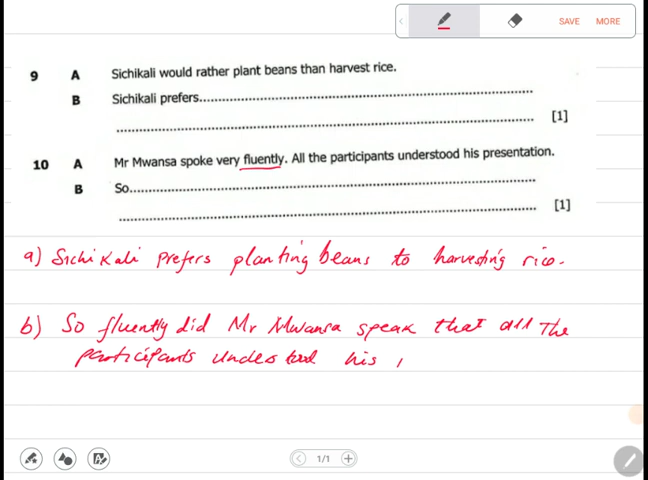 SAVE MORE
9 A Sichikali would rather plant beans than harvest rice.
B Sichikali prefers................................................................
................................................................ [1]
10 A Mr Mwansa spoke very fluently. All the participants understood his presentation.
B So................................................................
................................................................ [1]
a) Sichikali prefers planting beans to harvesting rice.
b) So fluently did Mr Mwansa speak that all the
participants understood his
1/1